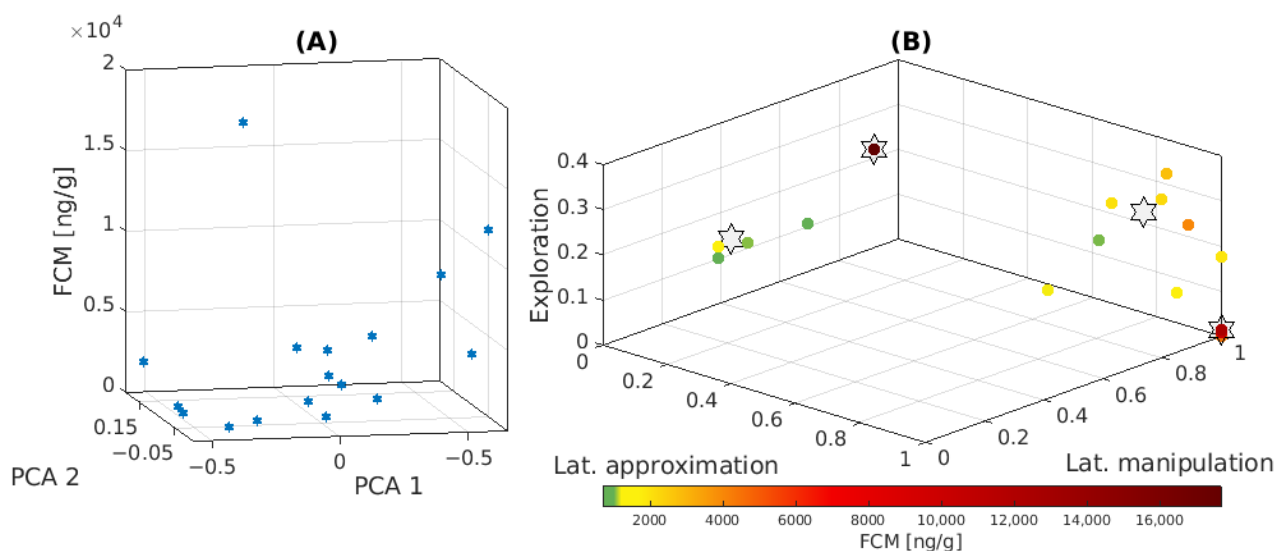 (A)
×10⁴
2
1.5
1
0.5
0
FCM [ng/g]
0.15
−0.05
PCA 2
−0.5
0
−0.5
PCA 1
(B)
0.4
0.3
0.2
0.1
0
Exploration
0
0.2
0.4
0.6
0.8
1
Lat. approximation
0
0.2
0.4
0.6
0.8
1
Lat. manipulation
2000 4000 6000 8000 10,000 12,000 14,000 16,000
FCM [ng/g]